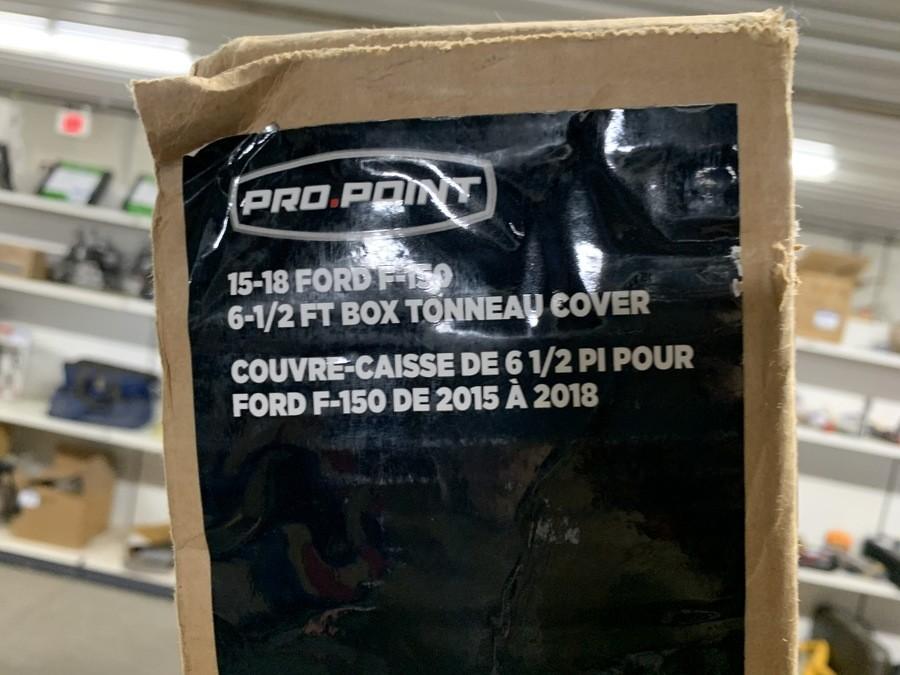 PRO.POINT
15-18 FORD F-150
6-1/2 FT BOX TONNEAU COVER
COUVRE-CAISSE DE 6 1/2 PI POUR
FORD F-150 DE 2015 À 2018